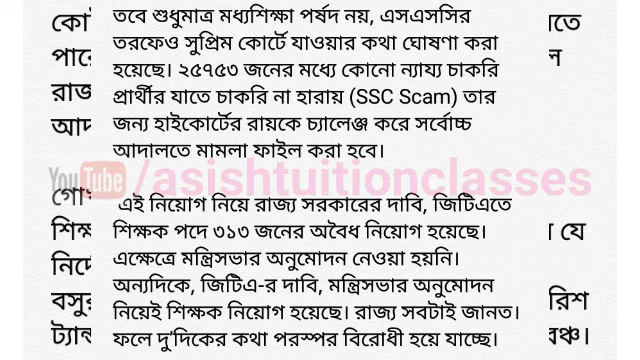 তবে শুধুমাত্র মধ্যশিক্ষা পর্ষদ নয়, এসএসসির
তরফেও সুপ্রিম কোর্টে যাওয়ার কথা ঘোষণা করা
হয়েছে। ২৫৭৫৩ জনের মধ্যে কোনো ন্যায্য চাকরি
প্রার্থীর যাতে চাকরি না হারায় (SSC Scam) তার
জন্য হাইকোর্টের রায়কে চ্যালেঞ্জ করে সর্বোচ্চ
আদালতে মামলা ফাইল করা হবে।
YouTube/asishtuitionclasses
এই নিয়োগ নিয়ে রাজ্য সরকারের দাবি, জিটিএতে
শিক্ষক পদে ৩১৩ জনের অবৈধ নিয়োগ হয়েছে।
এক্ষেত্রে মন্ত্রিসভার অনুমোদন নেওয়া হয়নি।
অন্যদিকে, জিটিএ-র দাবি, মন্ত্রিসভার অনুমোদন
নিয়েই শিক্ষক নিয়োগ হয়েছে। রাজ্য সবটাই জানত।
ফলে দু’দিকের কথা পরস্পর বিরোধী হয়ে যাচ্ছে।